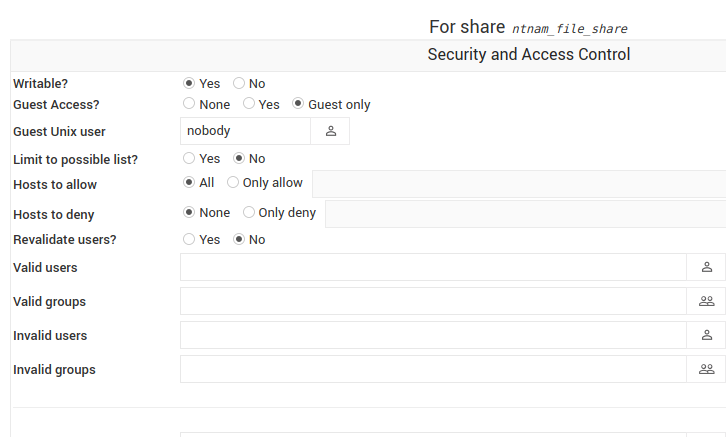 For share ntnam_file_share
Security and Access Control
Writable? Yes No
Guest Access? None Yes Guest only
Guest Unix user nobody
Limit to possible list? Yes No
Hosts to allow All Only allow
Hosts to deny None Only deny
Revalidate users? Yes No
Valid users
Valid groups
Invalid users
Invalid groups